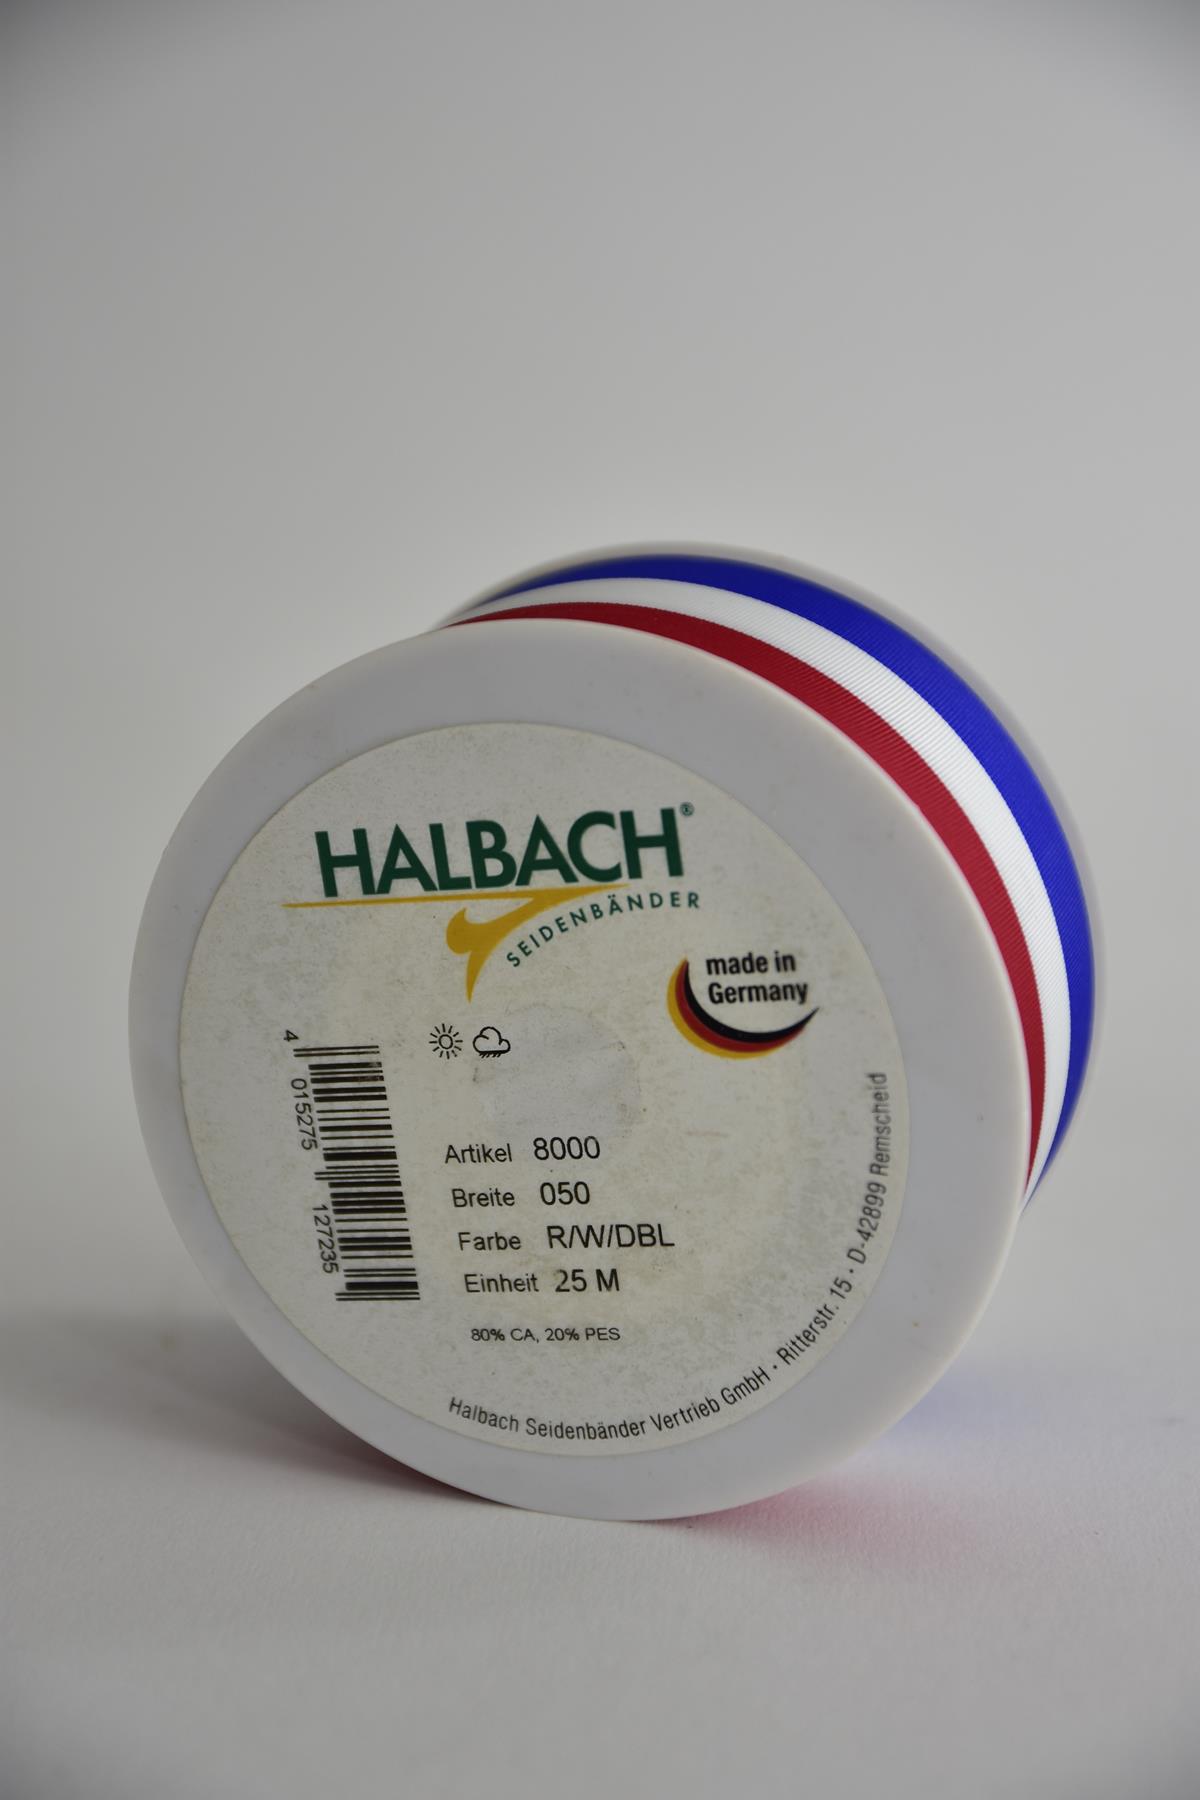 HALBACH®
SEIDENBÄNDER
made in
Germany
4 015275 127235
Artikel 8000
Breite 050
Farbe R/W/DBL
Einheit 25 M
80% CA, 20% PES
Halbach Seidenbänder Vertrieb GmbH · Ritterstr. 15 · D-42899 Remscheid